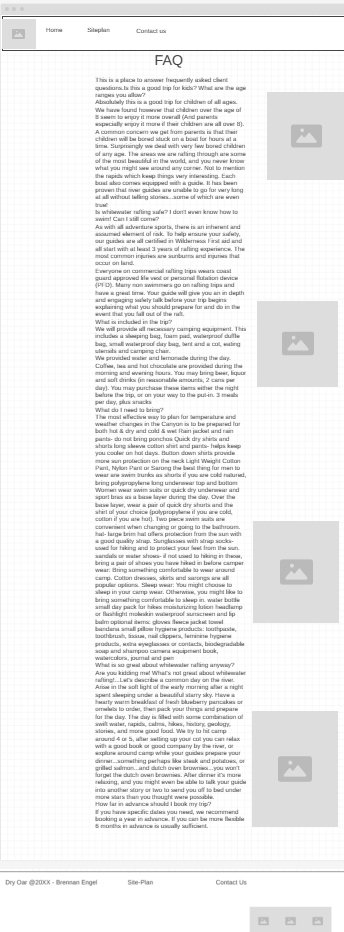 Home Siteplan Contact us
FAQ
This is a place to answer frequently asked client
questions.Is this a good trip for kids? What are the age
ranges you allow?
Absolutely this is a good trip for children of all ages.
We have found however that children over the age of
8 seem to enjoy it more overall (And parents
especially enjoy it more if their children are all over 8).
A common concern we get from parents is that their
children will be bored stuck on a boat for hours at a
time. Surprisingly we deal with very few bored children
of any age. The areas we are rafting through are some
of the most beautiful in the world, and you never know
what you might see around any corner. Not to mention
the rapids which keep things very interesting. Each
boat also comes equipped with a guide. It has been
proven that river guides are unable to go for very long
at all without telling stories...some of which are even
true!
Is whitewater rafting safe? I don't even know how to
swim! Can I still come?
As with all adventure sports, there is an inherent and
assumed element of risk. To help ensure your safety,
our guides are all certified in Wilderness First aid and
all start with at least 3 years of rafting experience. The
most common injuries are sunburns and injuries that
occur on land.
Everyone on commercial rafting trips wears coast
guard approved life vest or personal flotation device
(PFD). Many non swimmers go on rafting trips and
have a great time. Your guide will give you an in depth
and engaging safety talk before your trip begins
explaining what you should prepare for and do in the
event that you fall out of the raft.
What is included in the trip?
We will provide all necessary camping equipment. This
includes a sleeping bag, foam pad, waterproof duffle
bag, small waterproof day bag, tent and a cot, eating
utensils and camping chair.
We provided water and lemonade during the day.
Coffee, tea and hot chocolate are provided during the
morning and evening hours. You may bring beer, liquor
and soft drinks (in reasonable amounts, 2 cans per
day). You may purchase these items either the night
before the trip, or on your way to the put-in. 3 meals
per day, plus snacks
What do I need to bring?
The most effective way to plan for temperature and
weather changes in the Canyon is to be prepared for
both hot & dry and cold & wet Rain jacket and rain
pants- do not bring ponchos Quick dry shirts and
shorts long sleeve cotton shirt and pants- helps keep
you cooler on hot days. Button down shirts provide
more sun protection on the neck Light Weight Cotton
Pant, Nylon Pant or Sarong the best thing for men to
wear are swim trunks as shorts if you are cold natured,
bring polypropylene long underwear top and bottom
Women wear swim suits or quick dry underwear and
sport bras as a base layer during the day. Over the
base layer, wear a pair of quick dry shorts and the
shirt of your choice (polypropylene if you are cold,
cotton if you are hot). Two piece swim suits are
convenient when changing or going to the bathroom.
hat- large brim hat offers protection from the sun with
a good quality strap. Sunglasses with strap socks-
used for hiking and to protect your feet from the sun.
sandals or water shoes- if not used to hiking in these,
bring a pair of shoes you have hiked in before camper
wear: Bring something comfortable to wear around
camp. Cotton dresses, skirts and sarongs are all
popular options. Sleep wear: You might choose to
sleep in your camp wear. Otherwise, you might like to
bring something comfortable to sleep in. water bottle
small day pack for hikes moisturizing lotion headlamp
or flashlight moleskin waterproof sunscreen and lip
balm optional items: gloves fleece jacket towel
bandana small pillow hygiene products: toothpaste,
toothbrush, tissue, nail clippers, feminine hygiene
products, extra eyeglasses or contacts, biodegradable
soap and shampoo camera equipment book,
watercolors, journal and pen
What is so great about whitewater rafting anyway?
Are you kidding me! What's not great about whitewater
rafting!...Let's describe a common day on the river.
Arise in the soft light of the early morning after a night
spent sleeping under a beautiful starry sky. Have a
hearty warm breakfast of fresh blueberry pancakes or
omelets to order, then pack your things and prepare
for the day. The day is filled with some combination of
swift water, rapids, calms, hikes, history, geology,
stories, and more good food. We try to hit camp
around 4 or 5, after setting up your cot you can relax
with a good book or good company by the river, or
explore around camp while your guides prepare your
dinner...something perhaps like steak and potatoes, or
grilled salmon...and dutch oven brownies...you won't
forget the dutch oven brownies. After dinner it's more
relaxing, and you might even be able to talk your guide
into another story or two to send you off to bed under
more stars than you thought were possible.
How far in advance should I book my trip?
If you have specific dates you need, we recommend
booking a year in advance. If you can be more flexible
6 months in advance is usually sufficient.
Dry Oar @20XX - Brennan Engel Site-Plan Contact Us